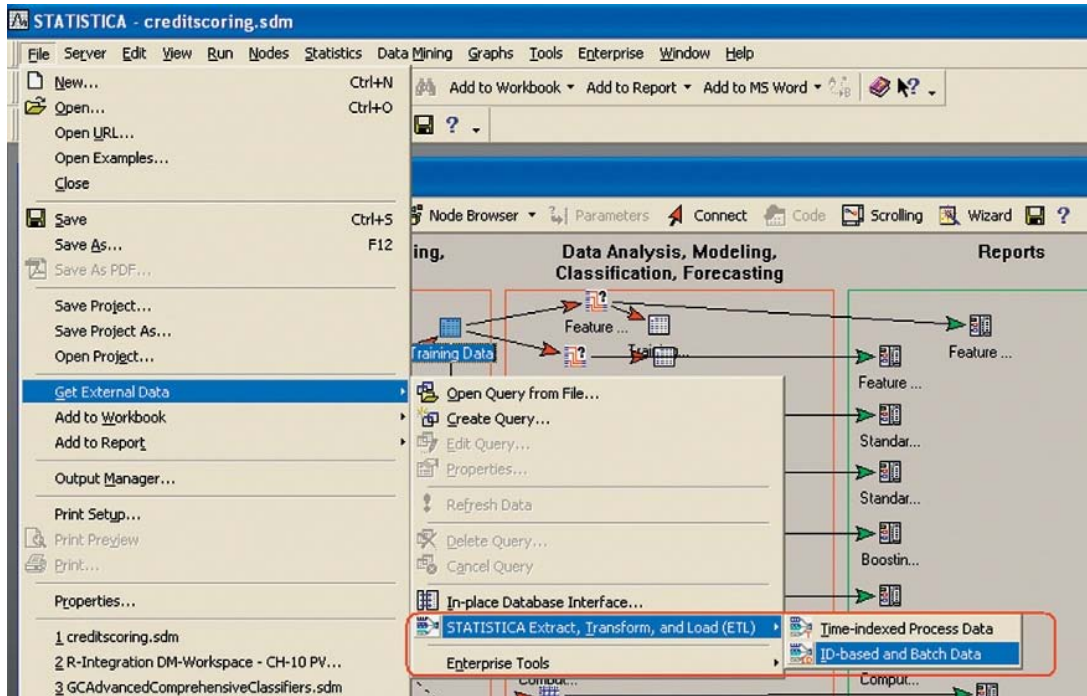 STATISTICA - creditscoring.sdm
File Server Edit View Run Nodes Statistics Data Mining Graphs Tools Enterprise Window Help
Add to Workbook Add to Report Add to MS Word
New... Ctrl+N
Open... Ctrl+O
Open URL...
Open Examples...
Close
Save Ctrl+S
Save As... F12
Save As PDF...
Save Project...
Save Project As...
Open Project...
Get External Data
Add to Workbook
Add to Report
Output Manager...
Print Setup...
Print Preview
Print...
Properties...
1 creditscoring.sdm
2 R-Integration DM-Workspace - CH-10 PV...
3 GCAdvancedComprehensiveClassifiers.sdm
Node Browser Parameters Connect Code Scrolling Wizard
ing,
Data Analysis, Modeling,
Classification, Forecasting
Reports
Training Data
Feature ...
Feature ...
Feature ...
Standar...
Standar...
Boostin...
Comput...
Open Query from File...
Create Query...
Edit Query...
Properties...
Refresh Data
Delete Query...
Cancel Query
In-place Database Interface...
STATISTICA Extract, Transform, and Load (ETL)
Enterprise Tools
Time-indexed Process Data
ID-based and Batch Data